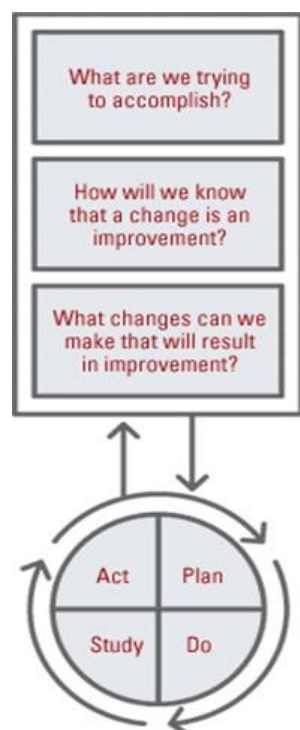 What are we trying
to accomplish?
How will we know
that a change is an
improvement?
What changes can we
make that will result
in improvement?
Act
Plan
Study
Do